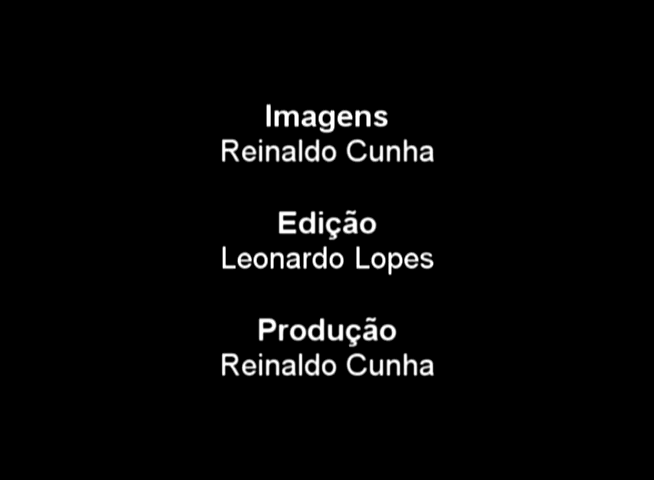 Imagens
Reinaldo Cunha
Edição
Leonardo Lopes
Produção
Reinaldo Cunha